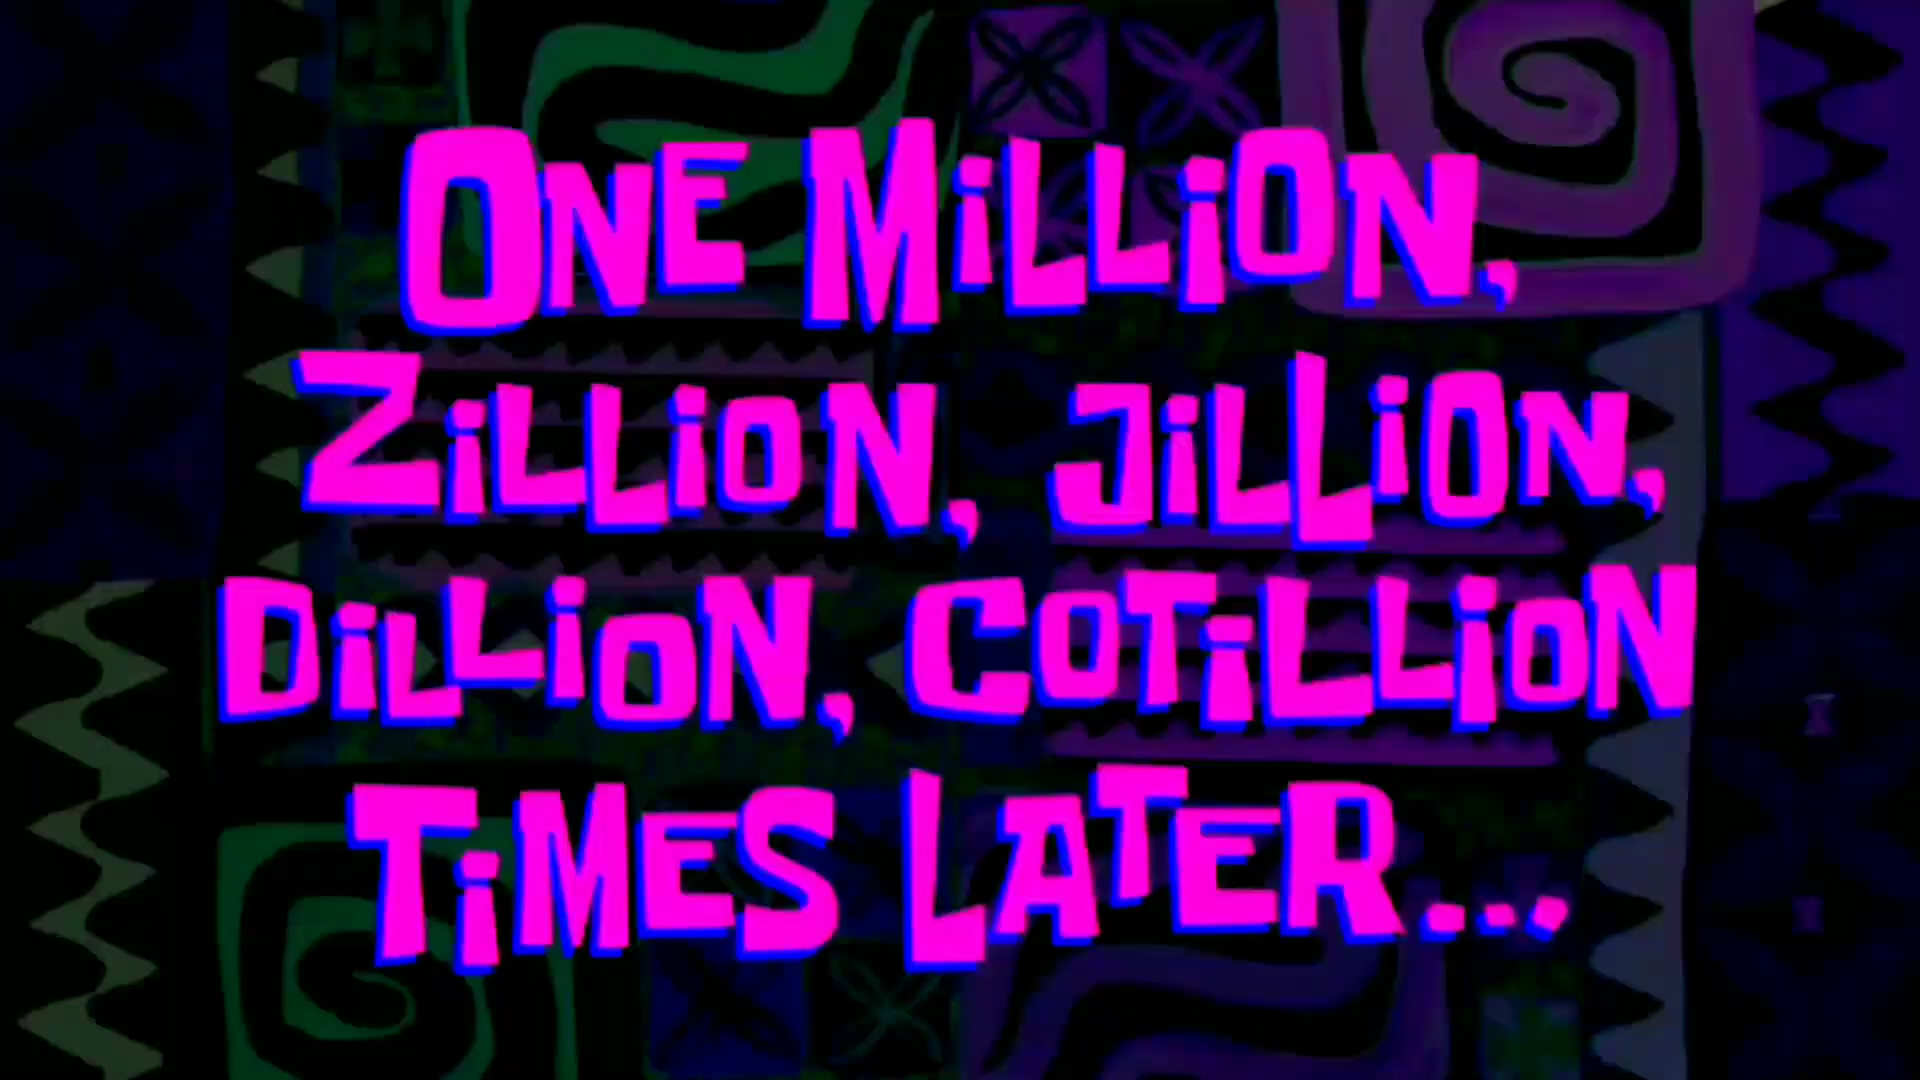 ONE MiLLiON,
ZiLLiON, JiLLiON,
DiLLiON, COTiLLiON
TiMES LATER...